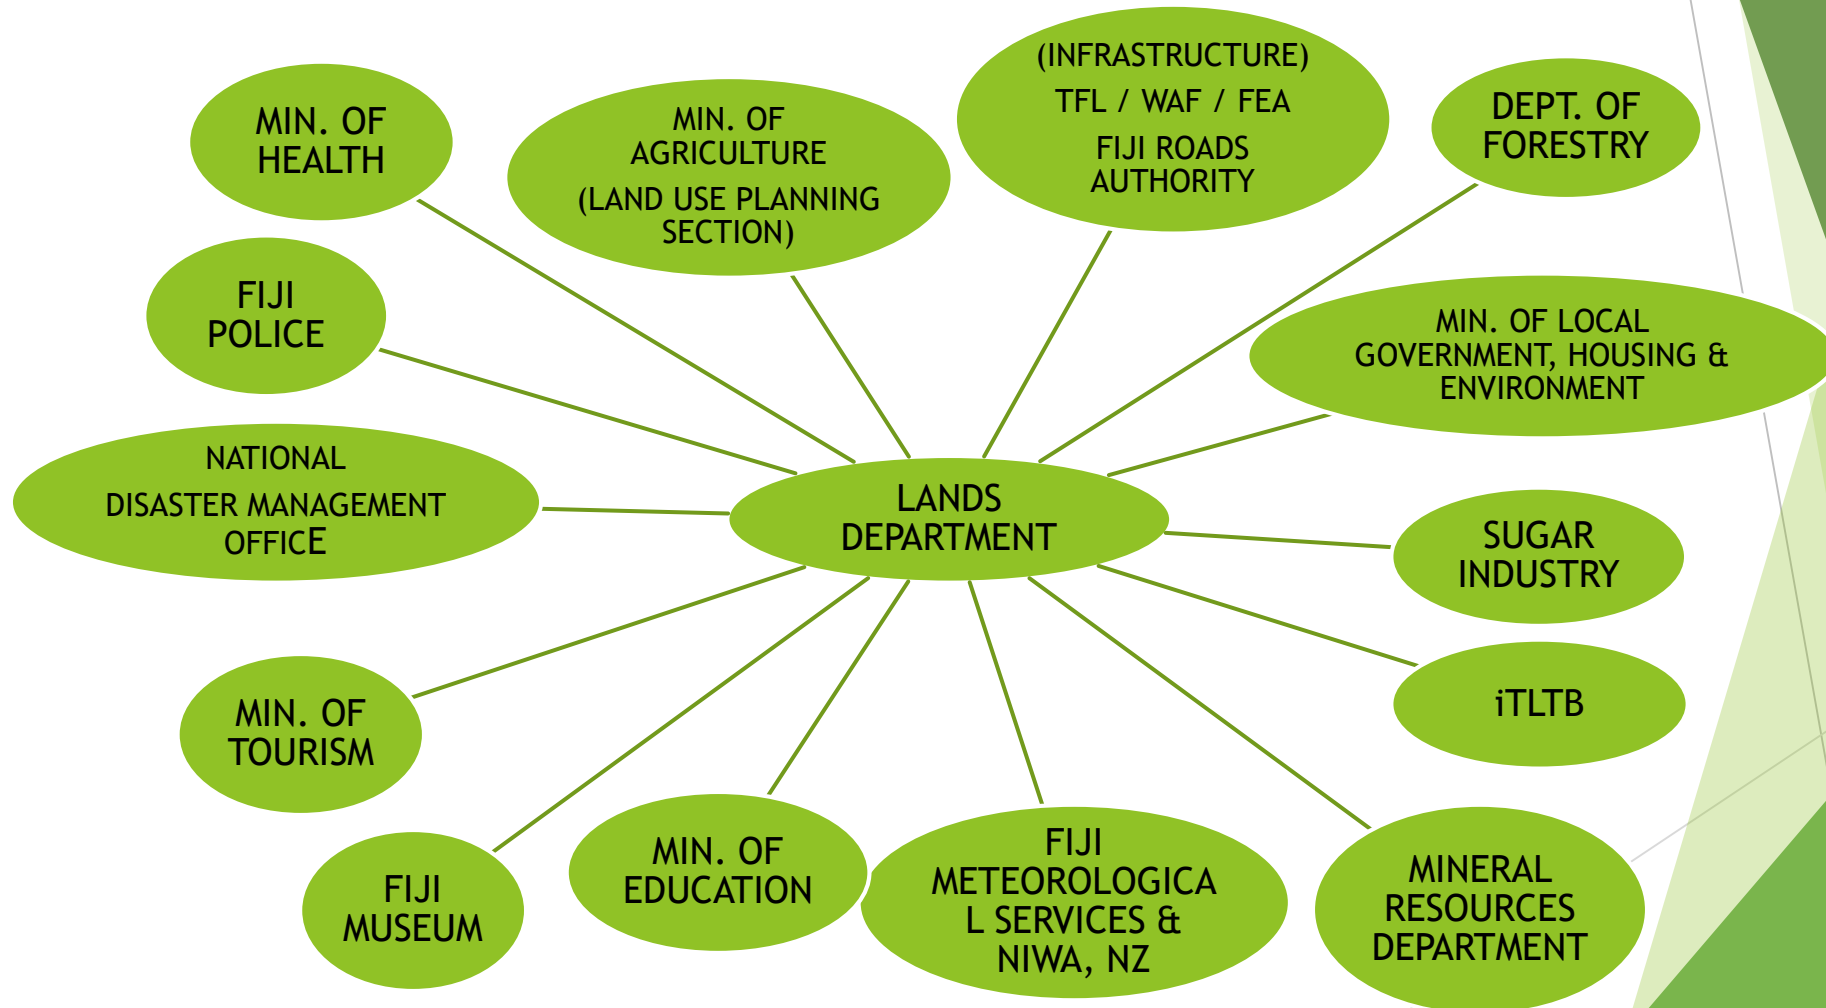 (INFRASTRUCTURE)
TFL / WAF / FEA
FIJI ROADS
AUTHORITY
DEPT. OF
FORESTRY
MIN. OF
HEALTH
MIN. OF
AGRICULTURE
(LAND USE PLANNING
SECTION)
FIJI
POLICE
MIN. OF LOCAL
GOVERNMENT, HOUSING &
ENVIRONMENT
NATIONAL
DISASTER MANAGEMENT
OFFICE
LANDS
DEPARTMENT
SUGAR
INDUSTRY
iTLTB
MIN. OF
TOURISM
FIJI
MUSEUM
MIN. OF
EDUCATION
FIJI
METEOROLOGICA
L SERVICES &
NIWA, NZ
MINERAL
RESOURCES
DEPARTMENT